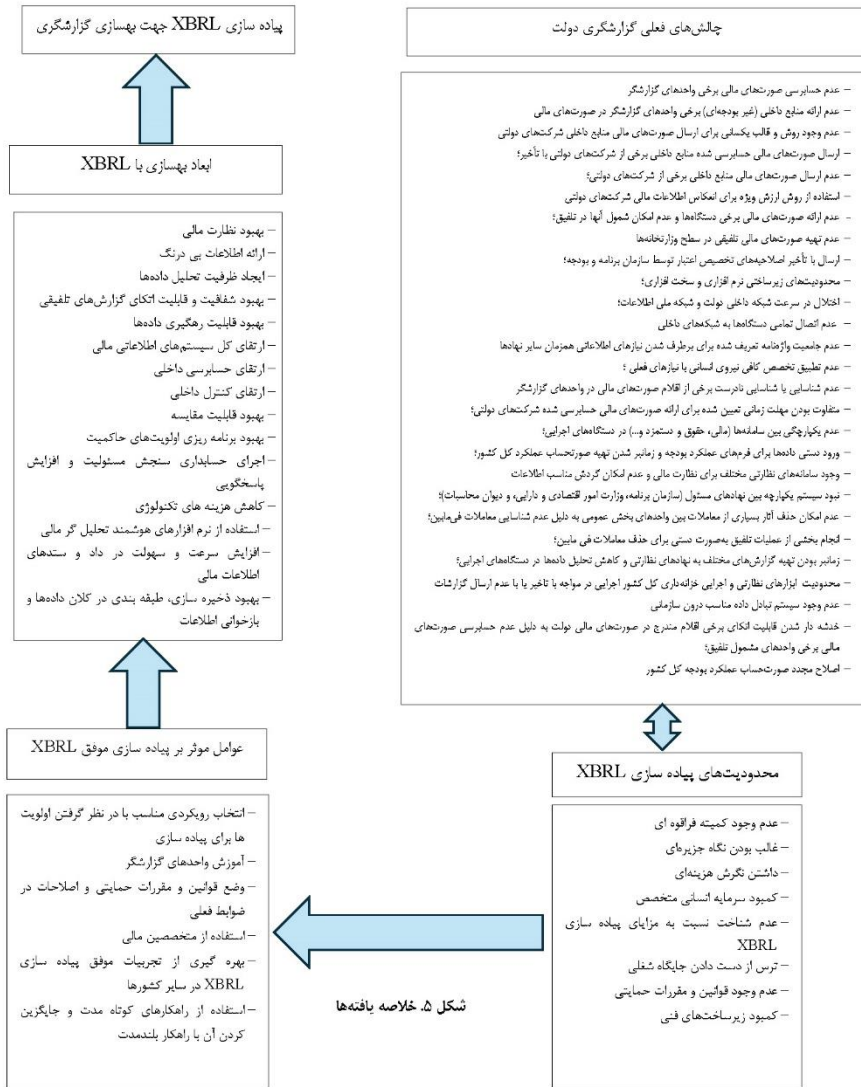 چالش‌های فعلی گزارشگری دولت
– عدم حسابرسی صورت‌های مالی برخی واحدهای گزارشگر
– عدم ارائه منابع داخلی (غیر بودجه‌ای) برخی واحدهای گزارشگر در صورت‌های مالی
– عدم وجود روش و قالب یکسانی برای ارسال صورت‌های مالی منابع داخلی شرکت‌های دولتی
– ارسال صورت‌های مالی حسابرسی شده منابع داخلی برخی از شرکت‌های دولتی با تأخیر؛
– عدم ارسال صورت‌های مالی منابع داخلی برخی از شرکت‌های دولتی؛
– استفاده از روش ارزش ویژه برای انعکاس اطلاعات مالی شرکت‌های دولتی
– عدم ارائه صورت‌های مالی برخی دستگاه‌ها و عدم امکان شمول آنها در تلفیق؛
– عدم تهیه صورت‌های مالی تلفیقی در سطح وزارتخانه‌ها
– ارسال با تأخیر اصلاحیه‌های تخصیص اعتبار توسط سازمان برنامه و بودجه؛
– محدودیت‌های زیرساختی نرم افزاری و سخت افزاری؛
– اختلال در سرعت شبکه داخلی دولت و شبکه ملی اطلاعات؛
– عدم اتصال تمامی دستگاه‌ها به شبکه‌های داخلی
– عدم جامعیت واژه‌نامه تعریف شده برای برطرف شدن نیازهای اطلاعاتی همزمان سایر نهادها
– عدم تطبیق تخصص کافی نیروی انسانی با نیازهای فعلی ؛
– عدم شناسایی یا شناسایی نادرست برخی از اقلام صورت‌های مالی در واحدهای گزارشگر
– متفاوت بودن مهلت زمانی تعیین شده برای ارائه صورت‌های مالی حسابرسی شده شرکت‌های دولتی؛
– عدم یکپارچگی بین سامانه‌ها (مالی، حقوق و دستمزد و...) در دستگاه‌های اجرایی؛
– ورود دستی داده‌ها برای فرم‌های عملکرد بودجه و زمانبر شدن تهیه صورتحساب عملکرد کل کشور؛
– وجود سامانه‌های نظارتی مختلف برای نظارت مالی و عدم امکان گردش مناسب اطلاعات
– نبود سیستم یکپارچه بین نهادهای مسئول (سازمان برنامه، وزارت امور اقتصادی و دارایی، و دیوان محاسبات)؛
– عدم امکان حذف آثار بسیاری از معاملات بین واحدهای بخش عمومی به دلیل عدم شناسایی معاملات فی‌مابین؛
– انجام بخشی از عملیات تلفیق به‌صورت دستی برای حذف معاملات فی مابین؛
– زمانبر بودن تهیه گزارش‌های مختلف به نهادهای نظارتی و کاهش تحلیل داده‌ها در دستگاه‌های اجرایی؛
– محدودیت ابزارهای نظارتی و اجرایی خزانه‌داری کل کشور اجرایی در مواجه با تاخیر یا با عدم ارسال گزارشات
– عدم وجود سیستم تبادل داده مناسب درون سازمانی
– خدشه دار شدن قابلیت اتکای برخی اقلام مندرج در صورت‌های مالی دولت به دلیل عدم حسابرسی صورت‌های
مالی برخی واحدهای مشمول تلفیق؛
– اصلاح مجدد صورت‌حساب عملکرد بودجه کل کشور
محدودیت‌های پیاده سازی XBRL
– عدم وجود کمیته فراقوه ای
– غالب بودن نگاه جزیره‌ای
– داشتن نگرش هزینه‌ای
– کمبود سرمایه انسانی متخصص
– عدم شناخت نسبت به مزایای پیاده سازی
XBRL
– ترس از دست دادن جایگاه شغلی
– عدم وجود قوانین و مقررات حمایتی
– کمبود زیرساخت‌های فنی
پیاده سازی XBRL جهت بهسازی گزارشگری
ابعاد بهسازی با XBRL
– بهبود نظارت مالی
– ارائه اطلاعات بی درنگ
– ایجاد ظرفیت تحلیل داده‌ها
– بهبود شفافیت و قابلیت اتکای گزارش‌های تلفیقی
– بهبود قابلیت رهگیری داده‌ها
– ارتقای کل سیستم‌های اطلاعاتی مالی
– ارتقای حسابرسی داخلی
– ارتقای کنترل داخلی
– بهبود قابلیت مقایسه
– بهبود برنامه ریزی اولویت‌های حاکمیت
– اجرای حسابداری سنجش مسئولیت و افزایش
پاسخگویی
– کاهش هزینه های تکنولوژی
– استفاده از نرم افزارهای هوشمند تحلیل گر مالی
– افزایش سرعت و سهولت در داد و ستدهای
اطلاعات مالی
– بهبود ذخیره سازی، طبقه بندی در کلان داده‌ها و
بازخوانی اطلاعات
عوامل موثر بر پیاده سازی موفق XBRL
– انتخاب رویکردی مناسب با در نظر گرفتن اولویت
ها برای پیاده سازی
– آموزش واحدهای گزارشگر
– وضع قوانین و مقررات حمایتی و اصلاحات در
ضوابط فعلی
– استفاده از متخصصین مالی
– بهره گیری از تجربیات موفق پیاده سازی
XBRL در سایر کشورها
– استفاده از راهکارهای کوتاه مدت و جایگزین
کردن آن با راهکار بلندمدت
شکل ۵. خلاصه یافته‌ها